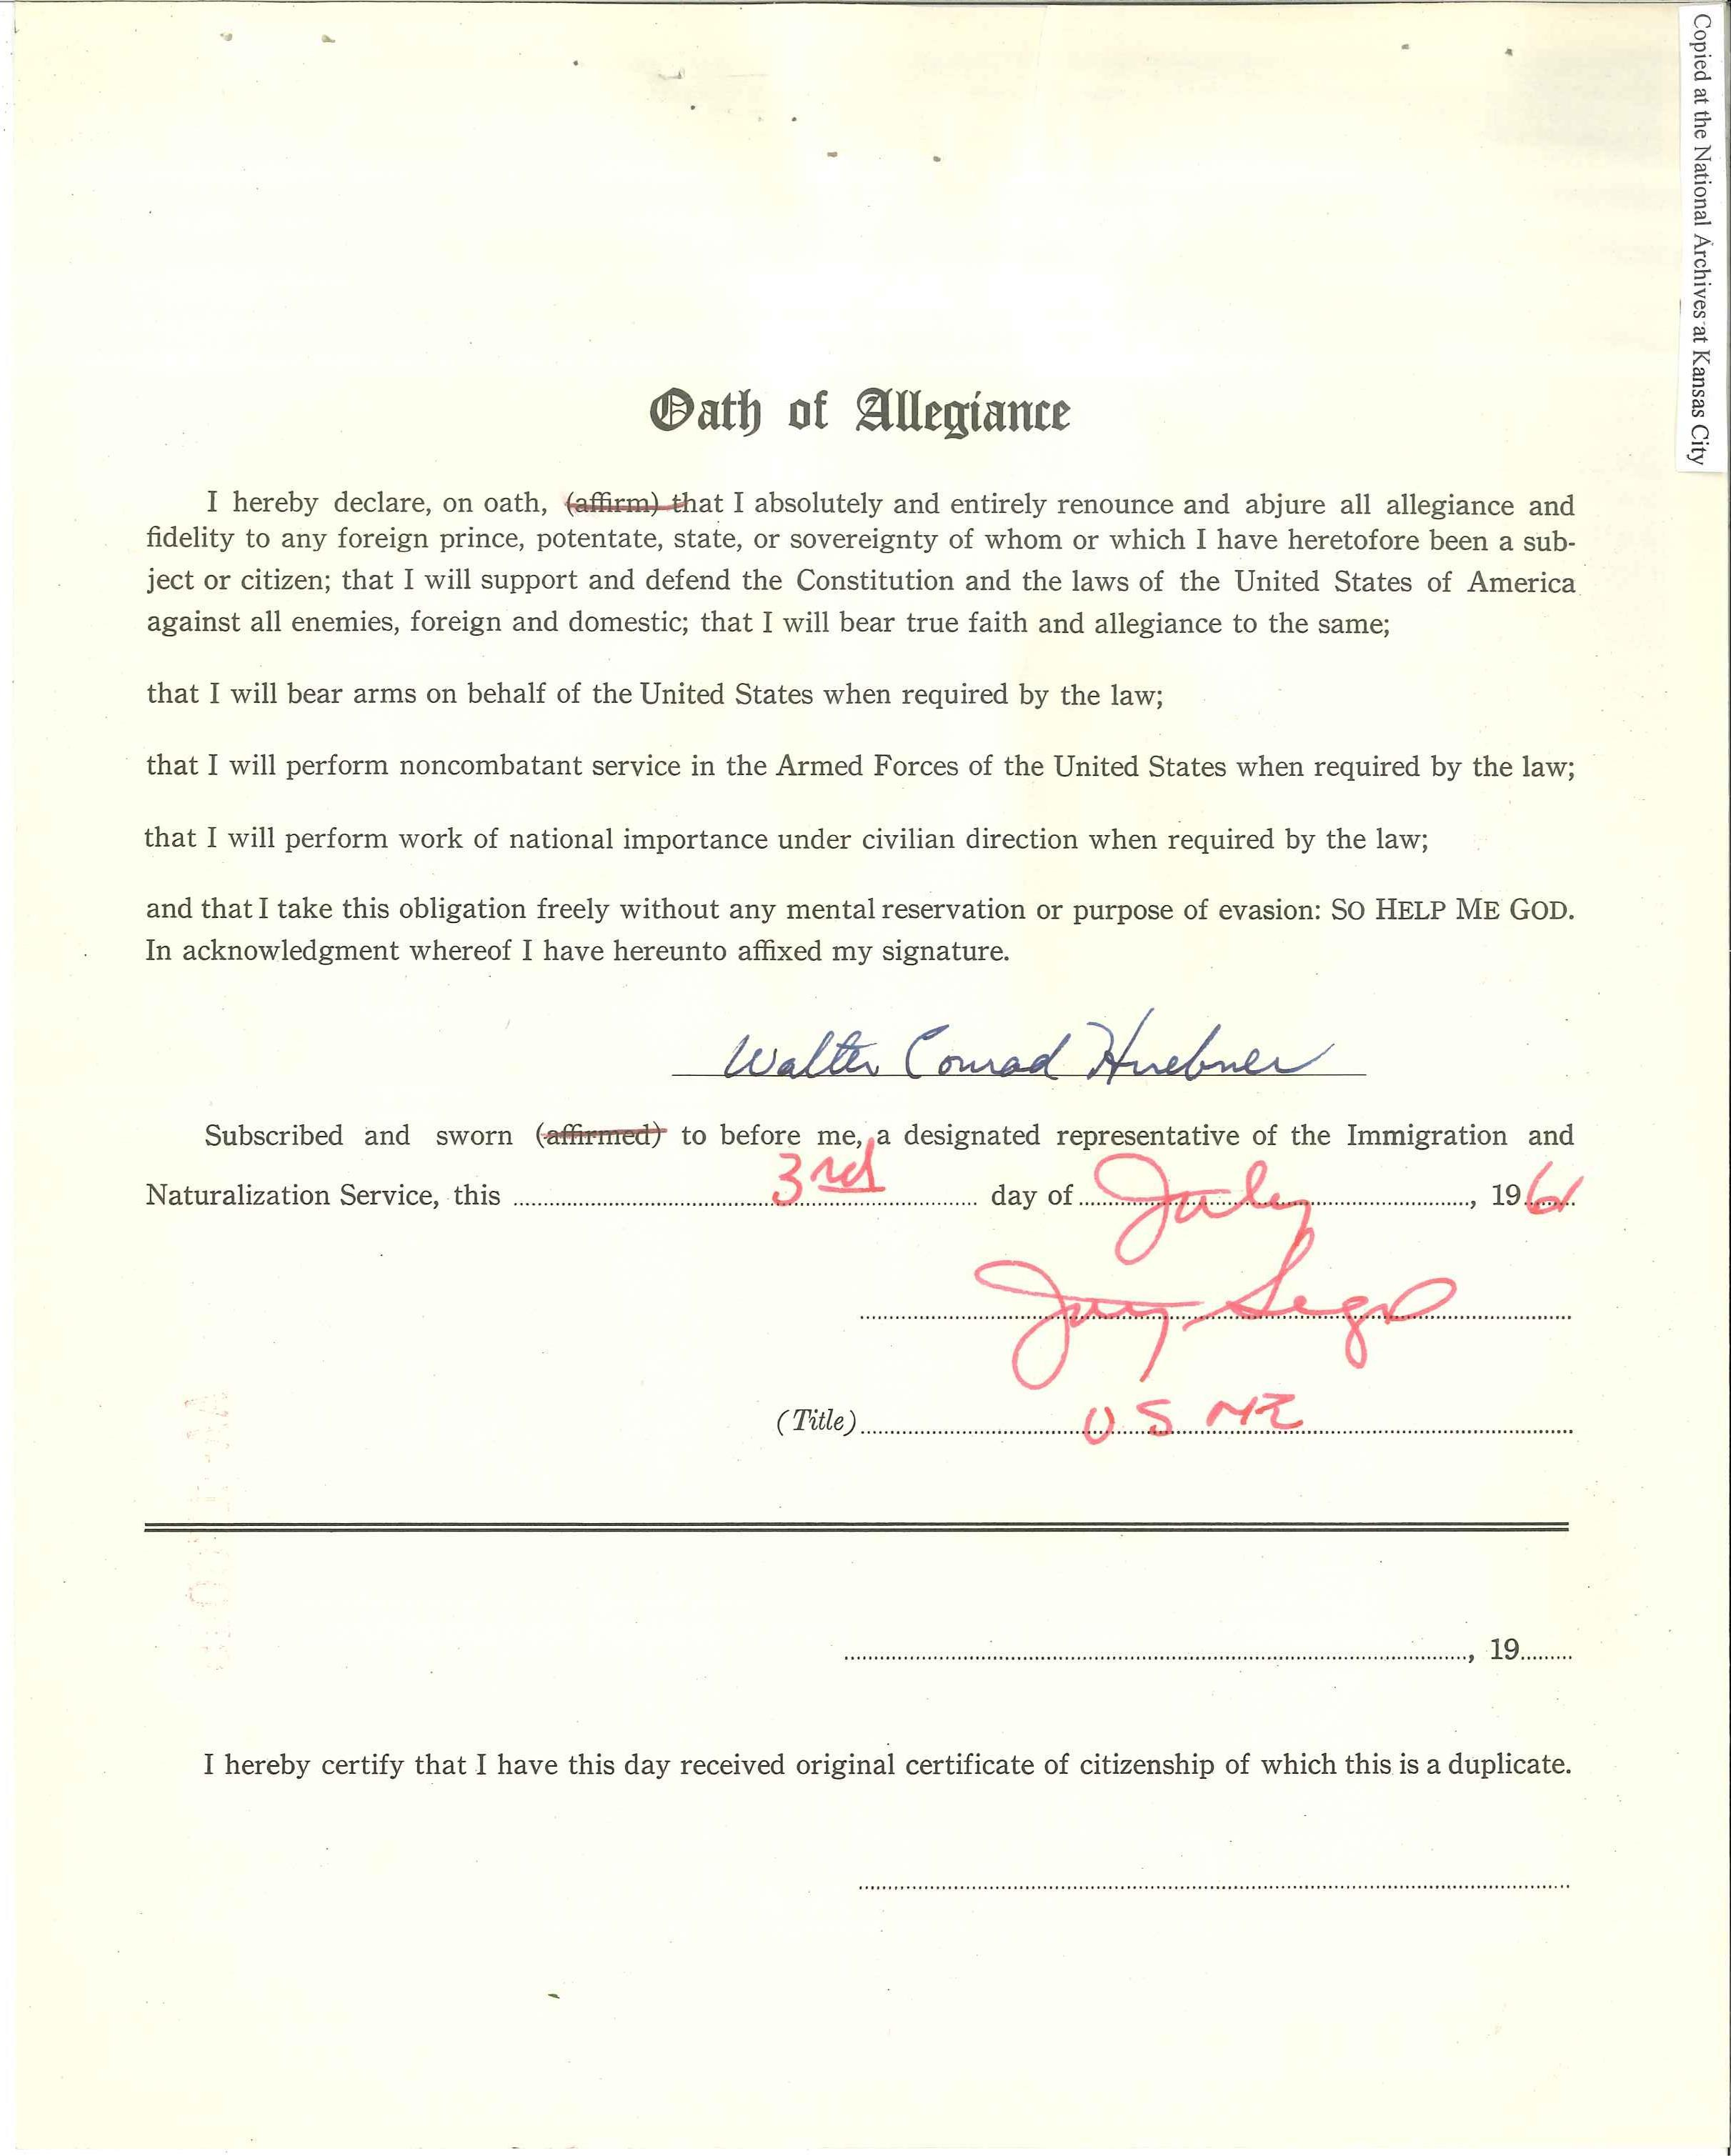 Copied at the National Archives at Kansas City
Oath of Allegiance
I hereby declare, on oath, (affirm) that I absolutely and entirely renounce and abjure all allegiance and
fidelity to any foreign prince, potentate, state, or sovereignty of whom or which I have heretofore been a sub-
ject or citizen; that I will support and defend the Constitution and the laws of the United States of America
against all enemies, foreign and domestic; that I will bear true faith and allegiance to the same;
that I will bear arms on behalf of the United States when required by the law;
that I will perform noncombatant service in the Armed Forces of the United States when required by the law;
that I will perform work of national importance under civilian direction when required by the law;
and that I take this obligation freely without any mental reservation or purpose of evasion: SO HELP ME GOD.
In acknowledgment whereof I have hereunto affixed my signature.
Walter Conrad Huebner
Subscribed and sworn (affirmed) to before me, a designated representative of the Immigration and
Naturalization Service, this 3rd day of July, 1961
(Title) U S
, 19
I hereby certify that I have this day received original certificate of citizenship of which this is a duplicate.